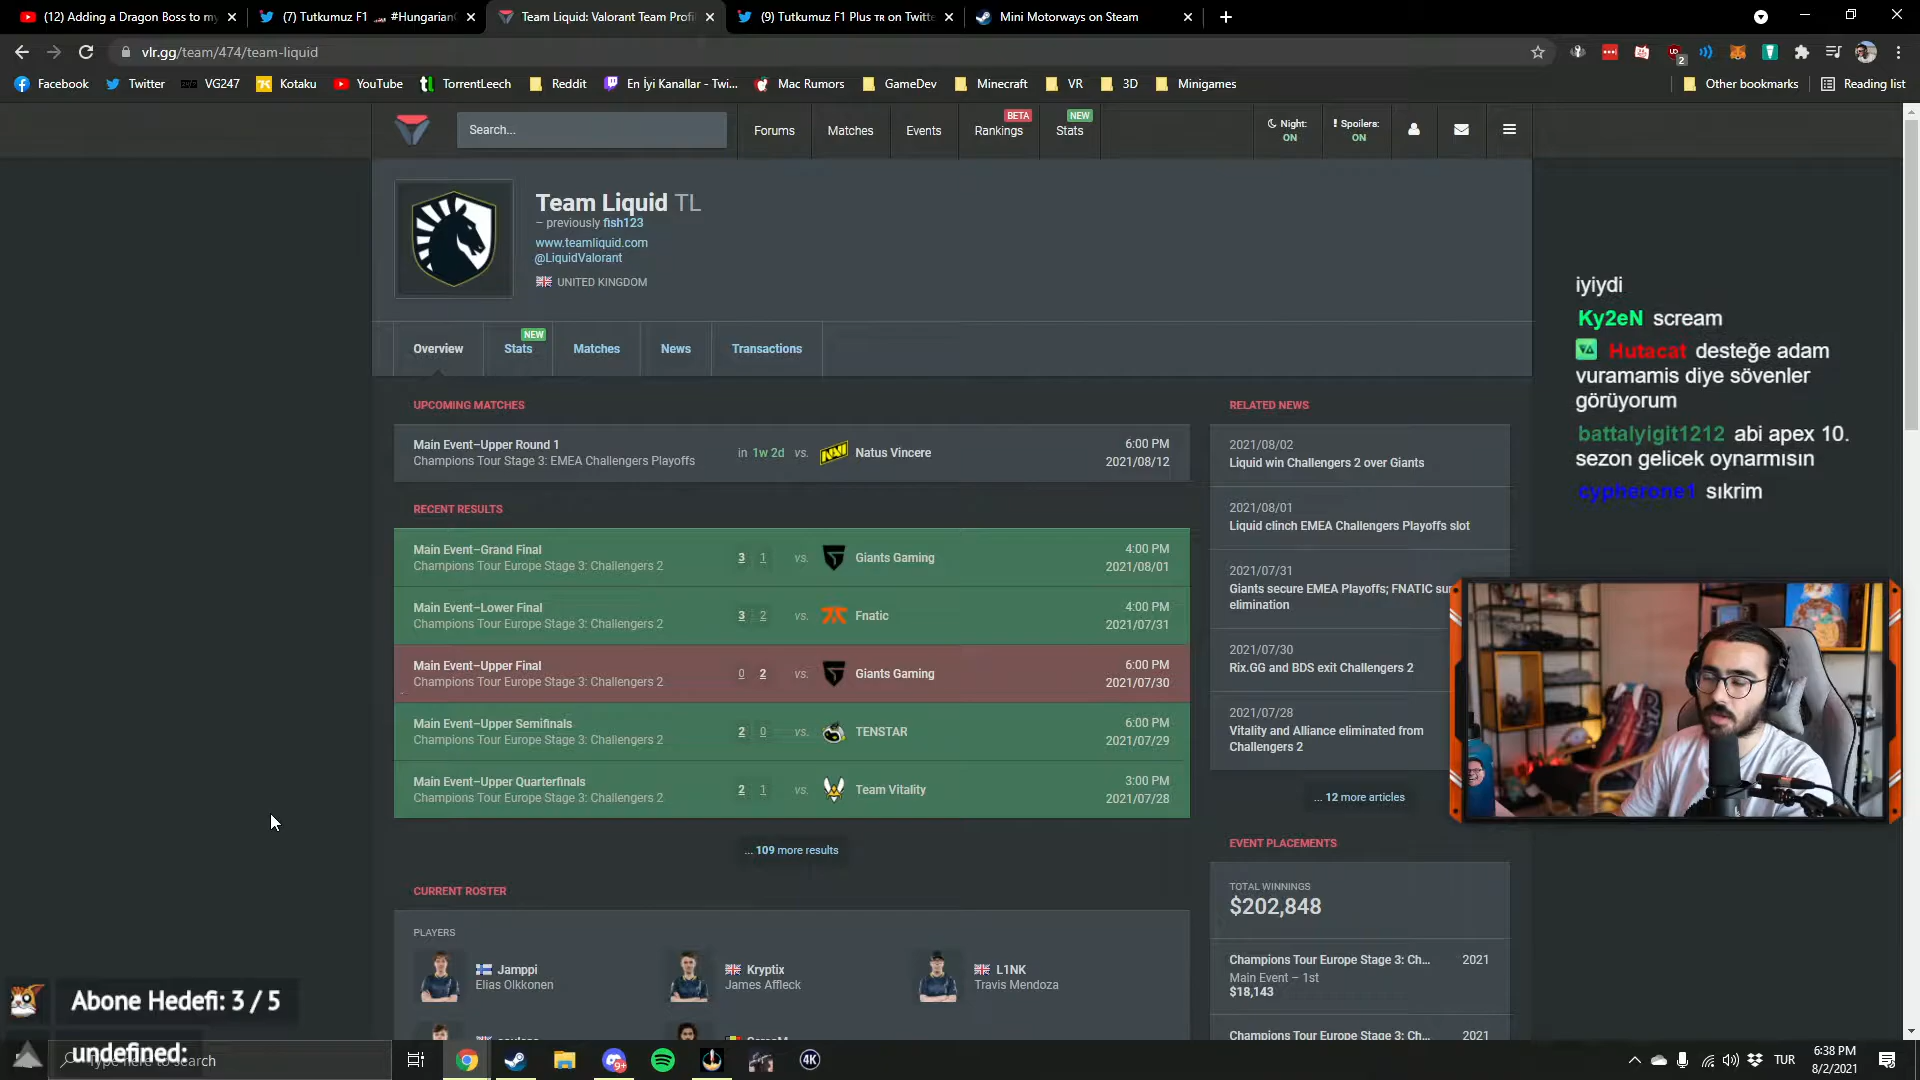 (12) Adding a Dragon Boss to my
(7) Tutkumuz F1 #Hungarian
Team Liquid: Valorant Team Profi
(9) Tutkumuz F1 Plus TR on Twitt
Mini Motorways on Steam
vlr.gg/team/474/team-liquid
Facebook
Twitter
VG247
Kotaku
YouTube
TorrentLeech
Reddit
En İyi Kanallar - Twi...
Mac Rumors
GameDev
Minecraft
VR
3D
Minigames
Other bookmarks
Reading list
Search...
Forums
Matches
Events
BETA
Rankings
NEW
Stats
Night:
ON
! Spoilers:
ON
Team Liquid TL
– previously fish123
www.teamliquid.com
@LiquidValorant
UNITED KINGDOM
Overview
NEW
Stats
Matches
News
Transactions
UPCOMING MATCHES
Main Event–Upper Round 1
Champions Tour Stage 3: EMEA Challengers Playoffs
in 1w 2d vs. Natus Vincere
6:00 PM
2021/08/12
RECENT RESULTS
Main Event–Grand Final
Champions Tour Europe Stage 3: Challengers 2
3 1 vs. Giants Gaming
4:00 PM
2021/08/01
Main Event–Lower Final
Champions Tour Europe Stage 3: Challengers 2
3 2 vs. Fnatic
4:00 PM
2021/07/31
Main Event–Upper Final
Champions Tour Europe Stage 3: Challengers 2
0 2 vs. Giants Gaming
6:00 PM
2021/07/30
Main Event–Upper Semifinals
Champions Tour Europe Stage 3: Challengers 2
2 0 vs. TENSTAR
6:00 PM
2021/07/29
Main Event–Upper Quarterfinals
Champions Tour Europe Stage 3: Challengers 2
2 1 vs. Team Vitality
3:00 PM
2021/07/28
... 109 more results
CURRENT ROSTER
PLAYERS
Jamppi
Elias Olkkonen
Kryptix
James Affleck
L1NK
Travis Mendoza
RELATED NEWS
2021/08/02
Liquid win Challengers 2 over Giants
2021/08/01
Liquid clinch EMEA Challengers Playoffs slot
2021/07/31
Giants secure EMEA Playoffs; FNATIC sur
elimination
2021/07/30
Rix.GG and BDS exit Challengers 2
2021/07/28
Vitality and Alliance eliminated from
Challengers 2
... 12 more articles
EVENT PLACEMENTS
TOTAL WINNINGS
$202,848
Champions Tour Europe Stage 3: Ch... 2021
Main Event – 1st
$18,143
Champions Tour Europe Stage 3: Ch... 2021
iyiydi
Ky2eN scream
Hutacat desteğe adam
vuramamis diye sövenler
görüyorum
battalyigit1212 abi apex 10.
sezon gelicek oynarmısın
cypherone1 sıkrim
Abone Hedefi: 3 / 5
undefined:
Type here to search
TUR
6:38 PM
8/2/2021